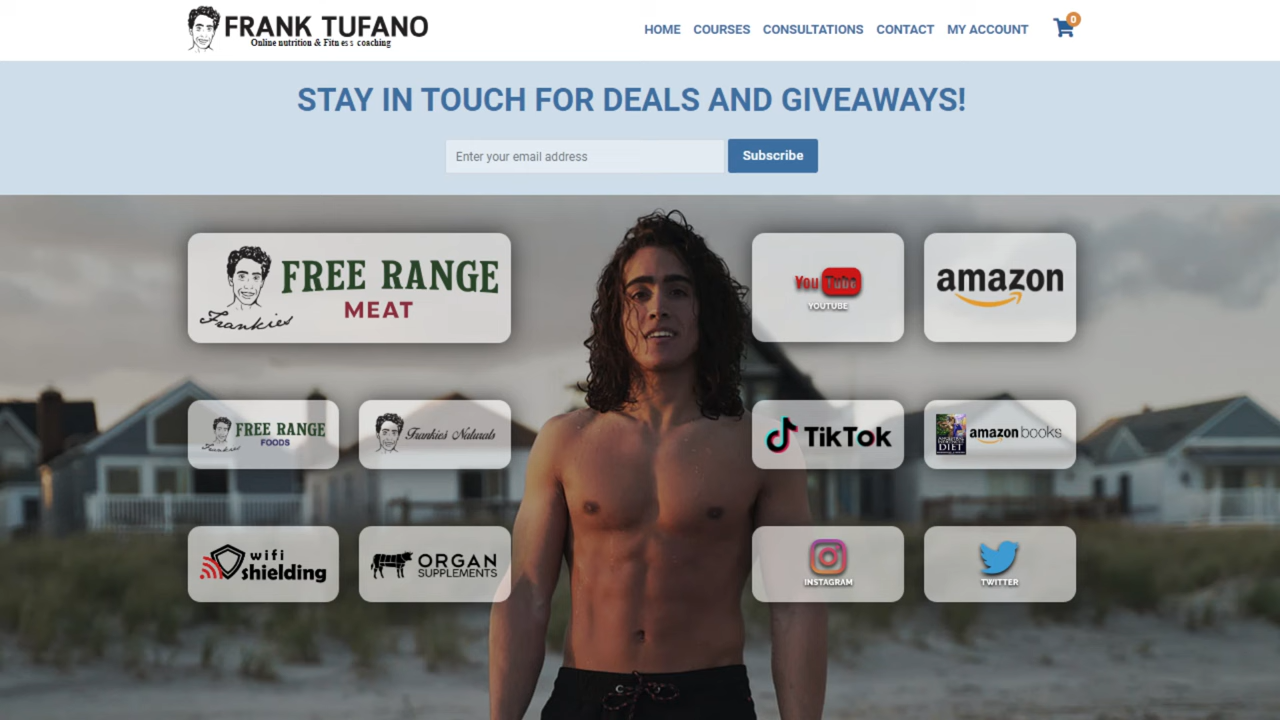 FRANK TUFANO
Online nutrition & Fitness coaching
HOME COURSES CONSULTATIONS CONTACT MY ACCOUNT
0
STAY IN TOUCH FOR DEALS AND GIVEAWAYS!
Enter your email address
Subscribe
FREE RANGE
MEAT
Frankies
You Tube
YOUTUBE
amazon
FREE RANGE
FOODS
Frankies
Frankies Naturals
TikTok
DIET
amazon books
wifi
shielding
ORGAN
SUPPLEMENTS
INSTAGRAM
TWITTER